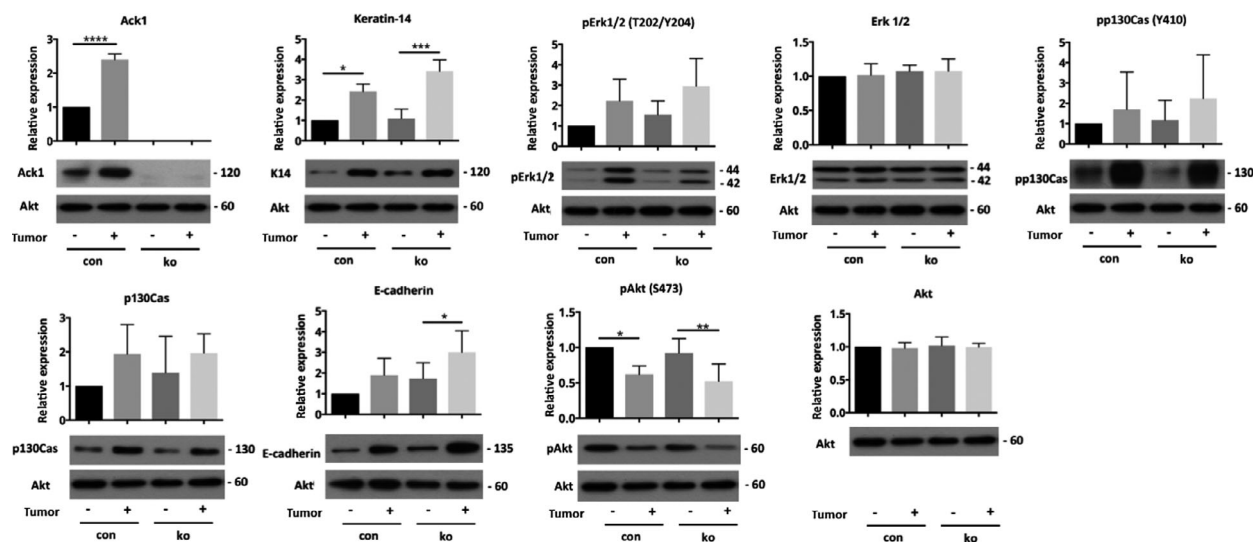 Ack1
Relative expression
3
2
1
0
****
Ack1
- 120
Akt
- 60
Tumor
- + - +
con ko
Keratin-14
Relative expression
5
4
3
2
1
0
*
***
K14
- 120
Akt
- 60
Tumor
- + - +
con ko
pErk1/2 (T202/Y204)
Relative expression
5
4
3
2
1
0
pErk1/2
- 44
- 42
Akt
- 60
Tumor
- + - +
con ko
Erk 1/2
Relative expression
1.5
1.0
0.5
0.0
Erk1/2
- 44
- 42
Akt
- 60
Tumor
- + - +
con ko
pp130Cas (Y410)
Relative expression
5
4
3
2
1
0
pp130Cas
- 130
Akt
- 60
Tumor
- + - +
con ko
p130Cas
Relative expression
3
2
1
0
p130Cas
- 130
Akt
- 60
Tumor
- + - +
con ko
E-cadherin
Relative expression
5
4
3
2
1
0
*
E-cadherin
- 135
Akt
- 60
Tumor
- + - +
con ko
pAkt (S473)
Relative expression
1.5
1.0
0.5
0.0
*
**
pAkt
- 60
Akt
- 60
Tumor
- + - +
con ko
Akt
Relative expression
1.5
1.0
0.5
0.0
Akt
- 60
Tumor
- + - +
con ko